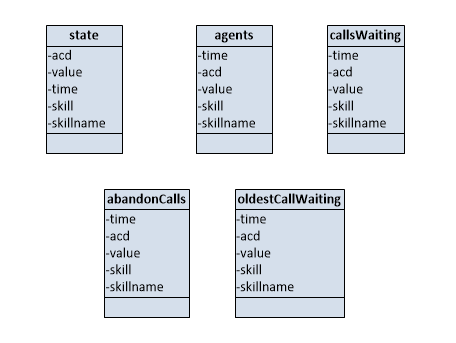 state
-acd
-value
-time
-skill
-skillname
agents
-time
-acd
-value
-skill
-skillname
callsWaiting
-time
-acd
-value
-skill
-skillname
abandonCalls
-time
-acd
-value
-skill
-skillname
oldestCallWaiting
-time
-acd
-value
-skill
-skillname